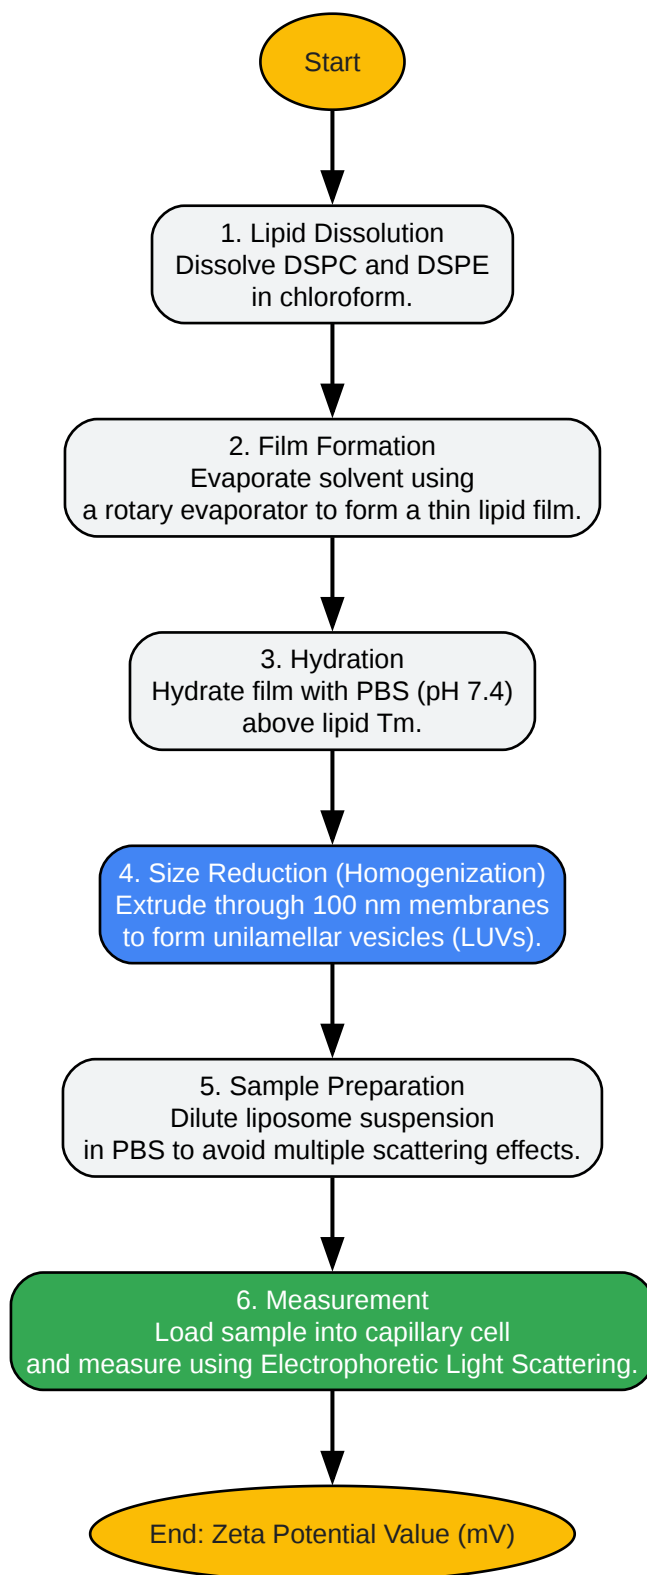 Start
1. Lipid Dissolution
Dissolve DSPC and DSPE
in chloroform.
2. Film Formation
Evaporate solvent using
a rotary evaporator to form a thin lipid film.
3. Hydration
Hydrate film with PBS (pH 7.4)
above lipid Tm.
4. Size Reduction (Homogenization)
Extrude through 100 nm membranes
to form unilamellar vesicles (LUVs).
5. Sample Preparation
Dilute liposome suspension
in PBS to avoid multiple scattering effects.
6. Measurement
Load sample into capillary cell
and measure using Electrophoretic Light Scattering.
End: Zeta Potential Value (mV)